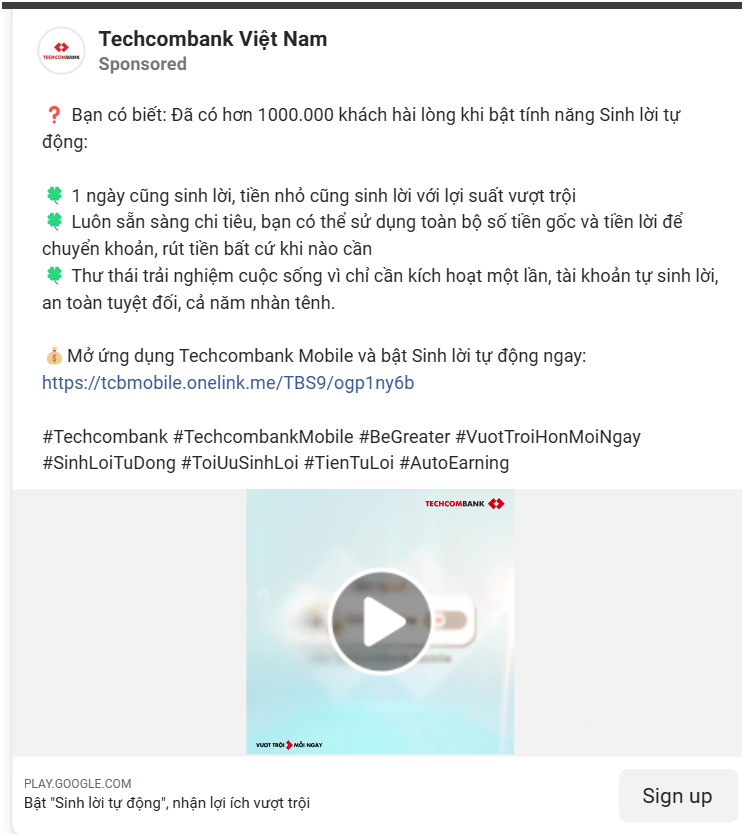 TECHCOMBANK
Techcombank Việt Nam
Sponsored
❓ Bạn có biết: Đã có hơn 1000.000 khách hài lòng khi bật tính năng Sinh lời tự
động:
🍀 1 ngày cũng sinh lời, tiền nhỏ cũng sinh lời với lợi suất vượt trội
🍀 Luôn sẵn sàng chi tiêu, bạn có thể sử dụng toàn bộ số tiền gốc và tiền lời để
chuyển khoản, rút tiền bất cứ khi nào cần
🍀 Thư thái trải nghiệm cuộc sống vì chỉ cần kích hoạt một lần, tài khoản tự sinh lời,
an toàn tuyệt đối, cả năm nhàn tênh.
💰 Mở ứng dụng Techcombank Mobile và bật Sinh lời tự động ngay:
https://tcbmobile.onelink.me/TBS9/ogp1ny6b
#Techcombank #TechcombankMobile #BeGreater #VuotTroiHonMoiNgay
#SinhLoiTuDong #ToiUuSinhLoi #TienTuLoi #AutoEarning
TECHCOMBANK
VƯỢT TRỘI MỖI NGÀY
PLAY.GOOGLE.COM
Bật "Sinh lời tự động", nhận lợi ích vượt trội
Sign up